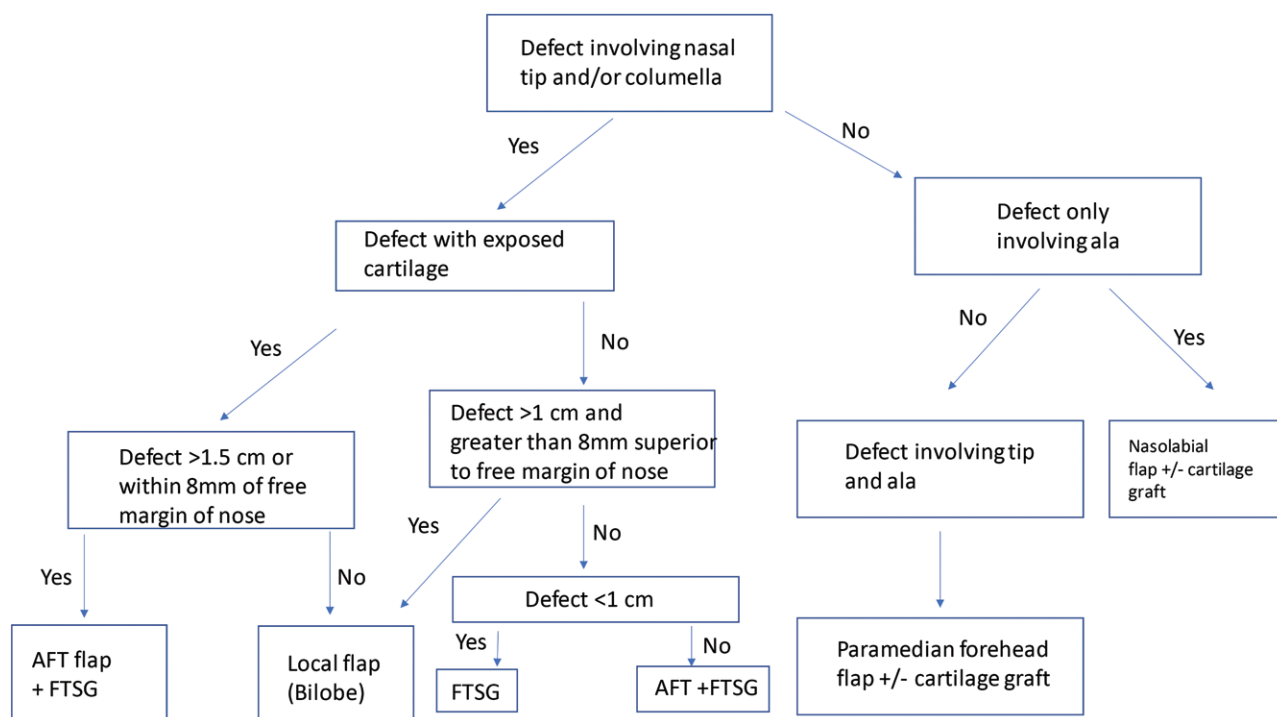 Defect involving nasal
tip and/or columella
Yes
No
Defect with exposed
cartilage
Defect only
involving ala
Yes
No
No
Yes
Defect >1.5 cm or
within 8mm of free
margin of nose
Defect >1 cm and
greater than 8mm superior
to free margin of nose
Defect involving tip
and ala
Nasolabial
flap +/- cartilage
graft
Yes
No
Yes
No
Defect <1 cm
Yes
No
AFT flap
+ FTSG
Local flap
(Bilobe)
FTSG
AFT +FTSG
Paramedian forehead
flap +/- cartilage graft